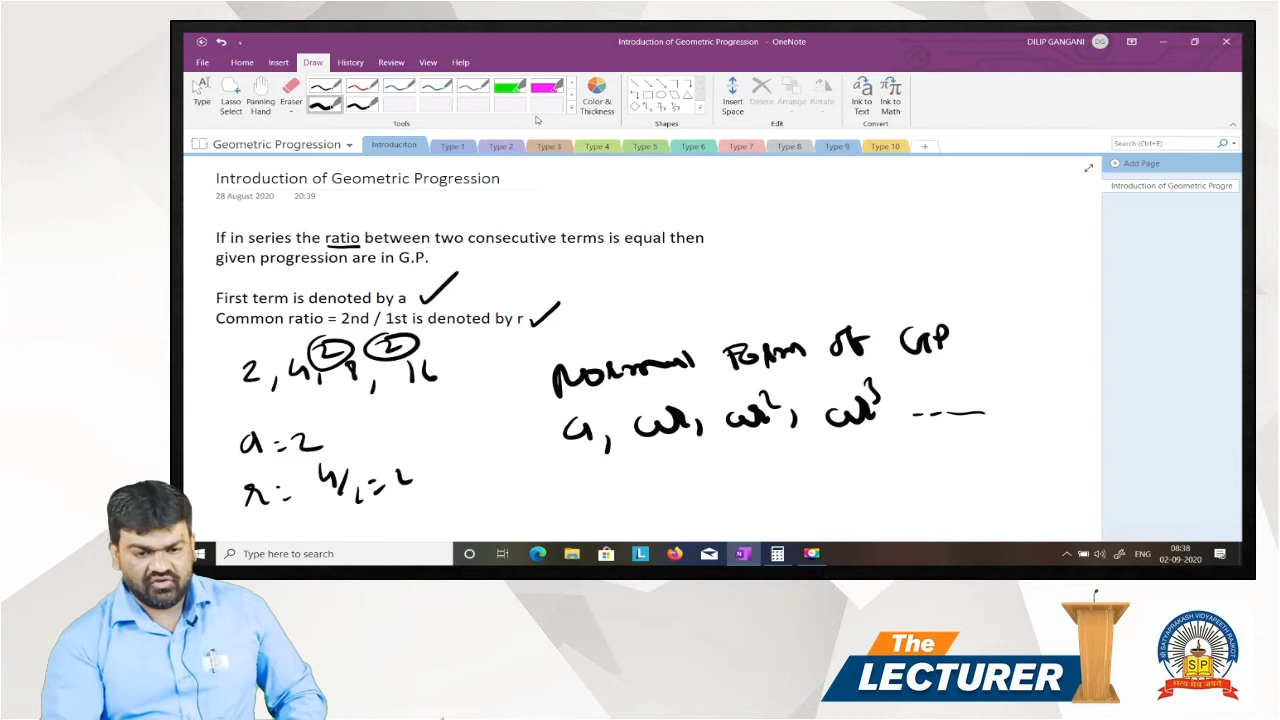 Introduction of Geometric Progression - OneNote
DILIP GANGANI DG
File Home Insert Draw History Review View Help
Type Lasso Select Panning Hand Eraser Color & Thickness Insert Space Delete Arrange Rotate Ink to Text Ink to Math
Tools Shapes Edit Convert
Geometric Progression Introduciton Type 1 Type 2 Type 3 Type 4 Type 5 Type 6 Type 7 Type 8 Type 9 Type 10 +
Search (Ctrl+E)
Add Page
Introduction of Geometric Progre
Introduction of Geometric Progression
28 August 2020 20:39
If in series the ratio between two consecutive terms is equal then
given progression are in G.P.
First term is denoted by a
Common ratio = 2nd / 1st is denoted by r
2 2
2, 4, 8, 16
a = 2
r = 4/2 = 2
Normal Form of GP
a, ar, ar², ar³ ----
Type here to search
ENG
08:38
02-09-2020
The
LECTURER
SP